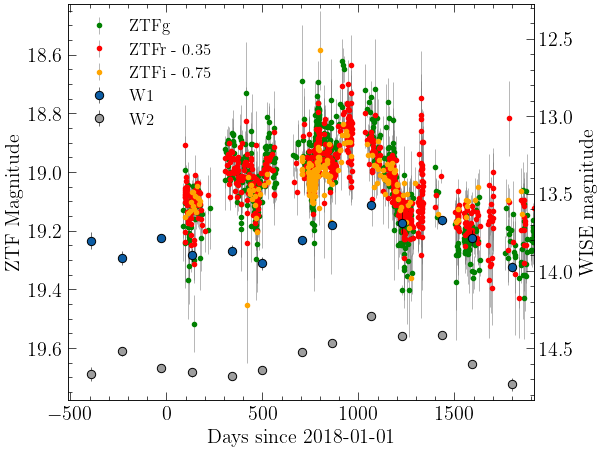 ZTFg
ZTFr - 0.35
ZTFi - 0.75
W1
W2
18.6
18.8
19.0
19.2
19.4
19.6
ZTF Magnitude
12.5
13.0
13.5
14.0
14.5
WISE magnitude
−500 0 500 1000 1500
Days since 2018-01-01